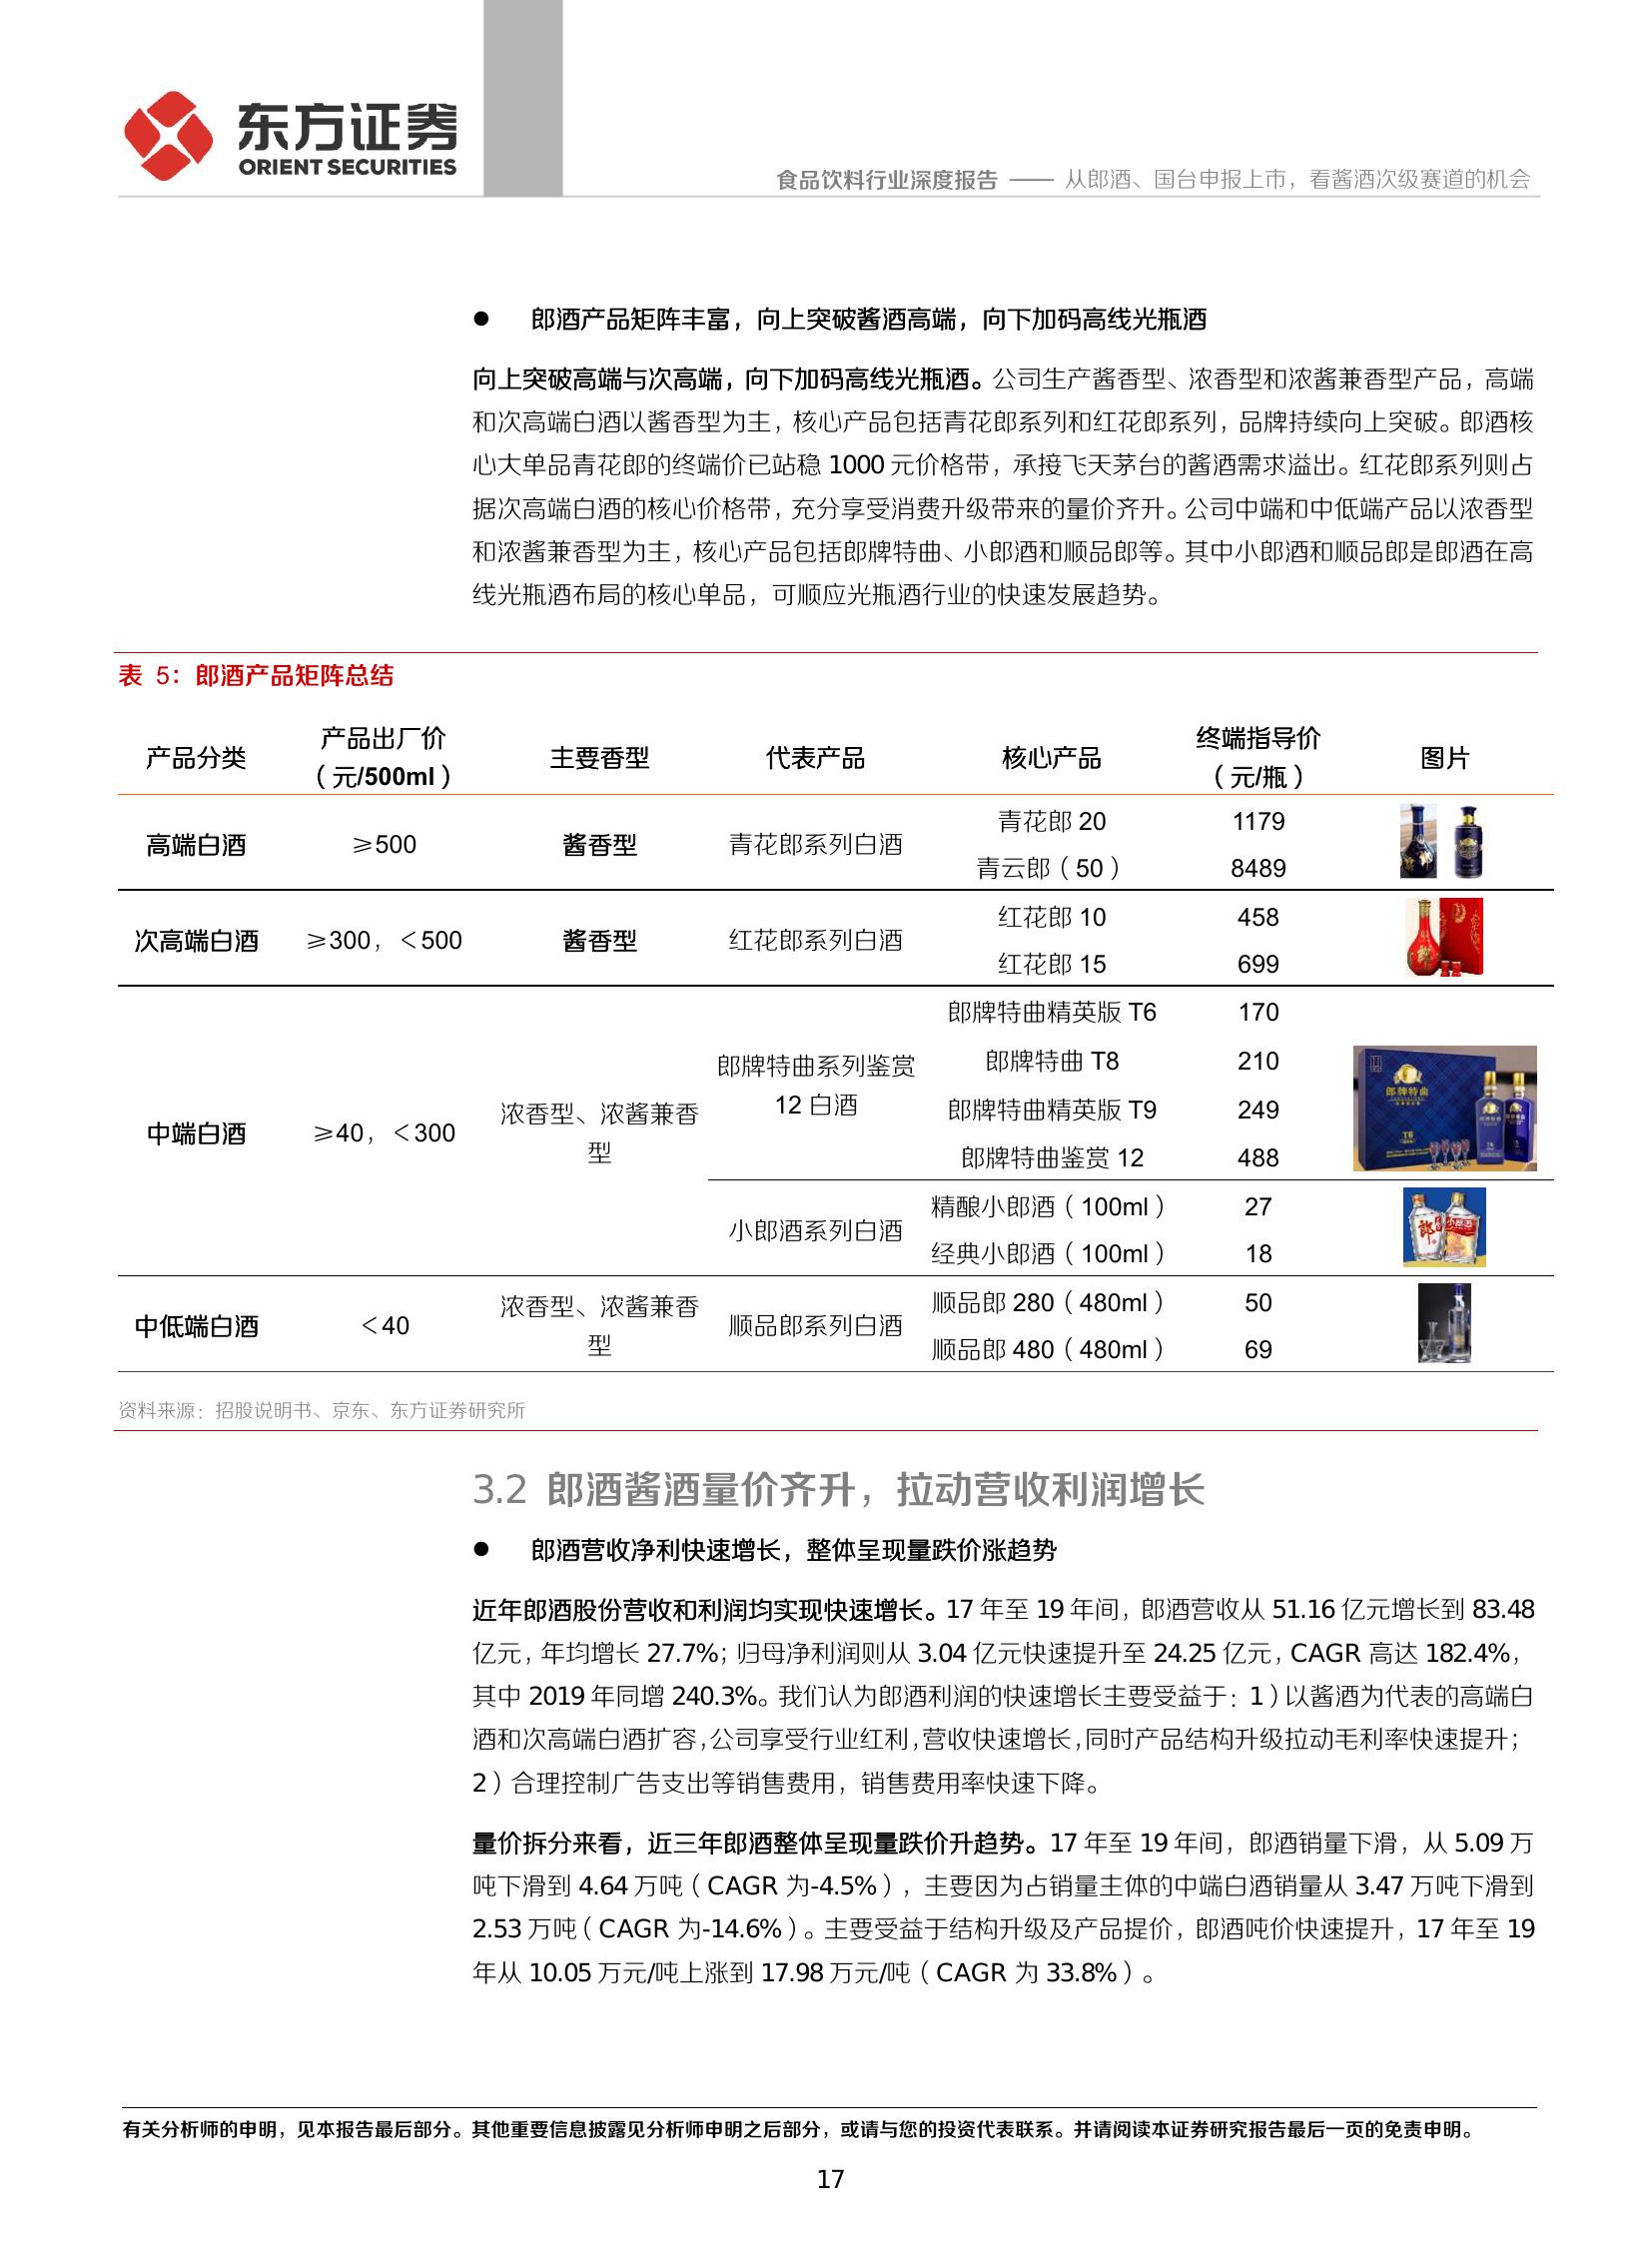 东方证券
ORIENT SECURITIES
食品饮料行业深度报告 —— 从郎酒、国台申报上市，看酱酒次级赛道的机会
● 郎酒产品矩阵丰富，向上突破酱酒高端，向下加码高线光瓶酒
向上突破高端与次高端，向下加码高线光瓶酒。公司生产酱香型、浓香型和浓酱兼香型产品，高端
和次高端白酒以酱香型为主，核心产品包括青花郎系列和红花郎系列，品牌持续向上突破。郎酒核
心大单品青花郎的终端价已站稳 1000 元价格带，承接飞天茅台的酱酒需求溢出。红花郎系列则占
据次高端白酒的核心价格带，充分享受消费升级带来的量价齐升。公司中端和中低端产品以浓香型
和浓酱兼香型为主，核心产品包括郎牌特曲、小郎酒和顺品郎等。其中小郎酒和顺品郎是郎酒在高
线光瓶酒布局的核心单品，可顺应光瓶酒行业的快速发展趋势。
表 5：郎酒产品矩阵总结
产品分类 产品出厂价（元/500ml） 主要香型 代表产品 核心产品 终端指导价（元/瓶） 图片
高端白酒 ≥500 酱香型 青花郎系列白酒 青花郎 20 1179
青云郎（50） 8489
次高端白酒 ≥300，＜500 酱香型 红花郎系列白酒 红花郎 10 458
红花郎 15 699
中端白酒 ≥40，＜300 浓香型、浓酱兼香型 郎牌特曲系列鉴赏12 白酒 郎牌特曲精英版 T6 170
郎牌特曲 T8 210
郎牌特曲精英版 T9 249
郎牌特曲鉴赏 12 488
郎牌特曲
T6
小郎酒系列白酒 精酿小郎酒（100ml） 27
经典小郎酒（100ml） 18
郎
小郎酒
中低端白酒 ＜40 浓香型、浓酱兼香型 顺品郎系列白酒 顺品郎 280（480ml） 50
顺品郎 480（480ml） 69
资料来源：招股说明书、京东、东方证券研究所
3.2 郎酒酱酒量价齐升，拉动营收利润增长
● 郎酒营收净利快速增长，整体呈现量跌价涨趋势
近年郎酒股份营收和利润均实现快速增长。17 年至 19 年间，郎酒营收从 51.16 亿元增长到 83.48
亿元，年均增长 27.7%；归母净利润则从 3.04 亿元快速提升至 24.25 亿元，CAGR 高达 182.4%，
其中 2019 年同增 240.3%。我们认为郎酒利润的快速增长主要受益于：1）以酱酒为代表的高端白
酒和次高端白酒扩容，公司享受行业红利，营收快速增长，同时产品结构升级拉动毛利率快速提升；
2）合理控制广告支出等销售费用，销售费用率快速下降。
量价拆分来看，近三年郎酒整体呈现量跌价升趋势。17 年至 19 年间，郎酒销量下滑，从 5.09 万
吨下滑到 4.64 万吨（CAGR 为-4.5%），主要因为占销量主体的中端白酒销量从 3.47 万吨下滑到
2.53 万吨（CAGR 为-14.6%）。主要受益于结构升级及产品提价，郎酒吨价快速提升，17 年至 19
年从 10.05 万元/吨上涨到 17.98 万元/吨（CAGR 为 33.8%）。
有关分析师的申明，见本报告最后部分。其他重要信息披露见分析师申明之后部分，或请与您的投资代表联系。并请阅读本证券研究报告最后一页的免责申明。
17